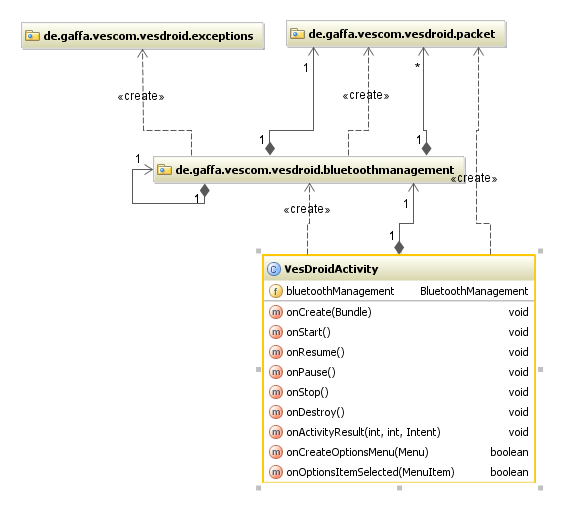 de.gaffa.vescom.vesdroid.exceptions
de.gaffa.vescom.vesdroid.packet
1
*
«create»
«create»
1
1
1
de.gaffa.vescom.vesdroid.bluetoothmanagement
«create»
1
1
«create»
1
C VesDroidActivity
f bluetoothManagement BluetoothManagement
m onCreate(Bundle) void
m onStart() void
m onResume() void
m onPause() void
m onStop() void
m onDestroy() void
m onActivityResult(int, int, Intent) void
m onCreateOptionsMenu(Menu) boolean
m onOptionsItemSelected(MenuItem) boolean